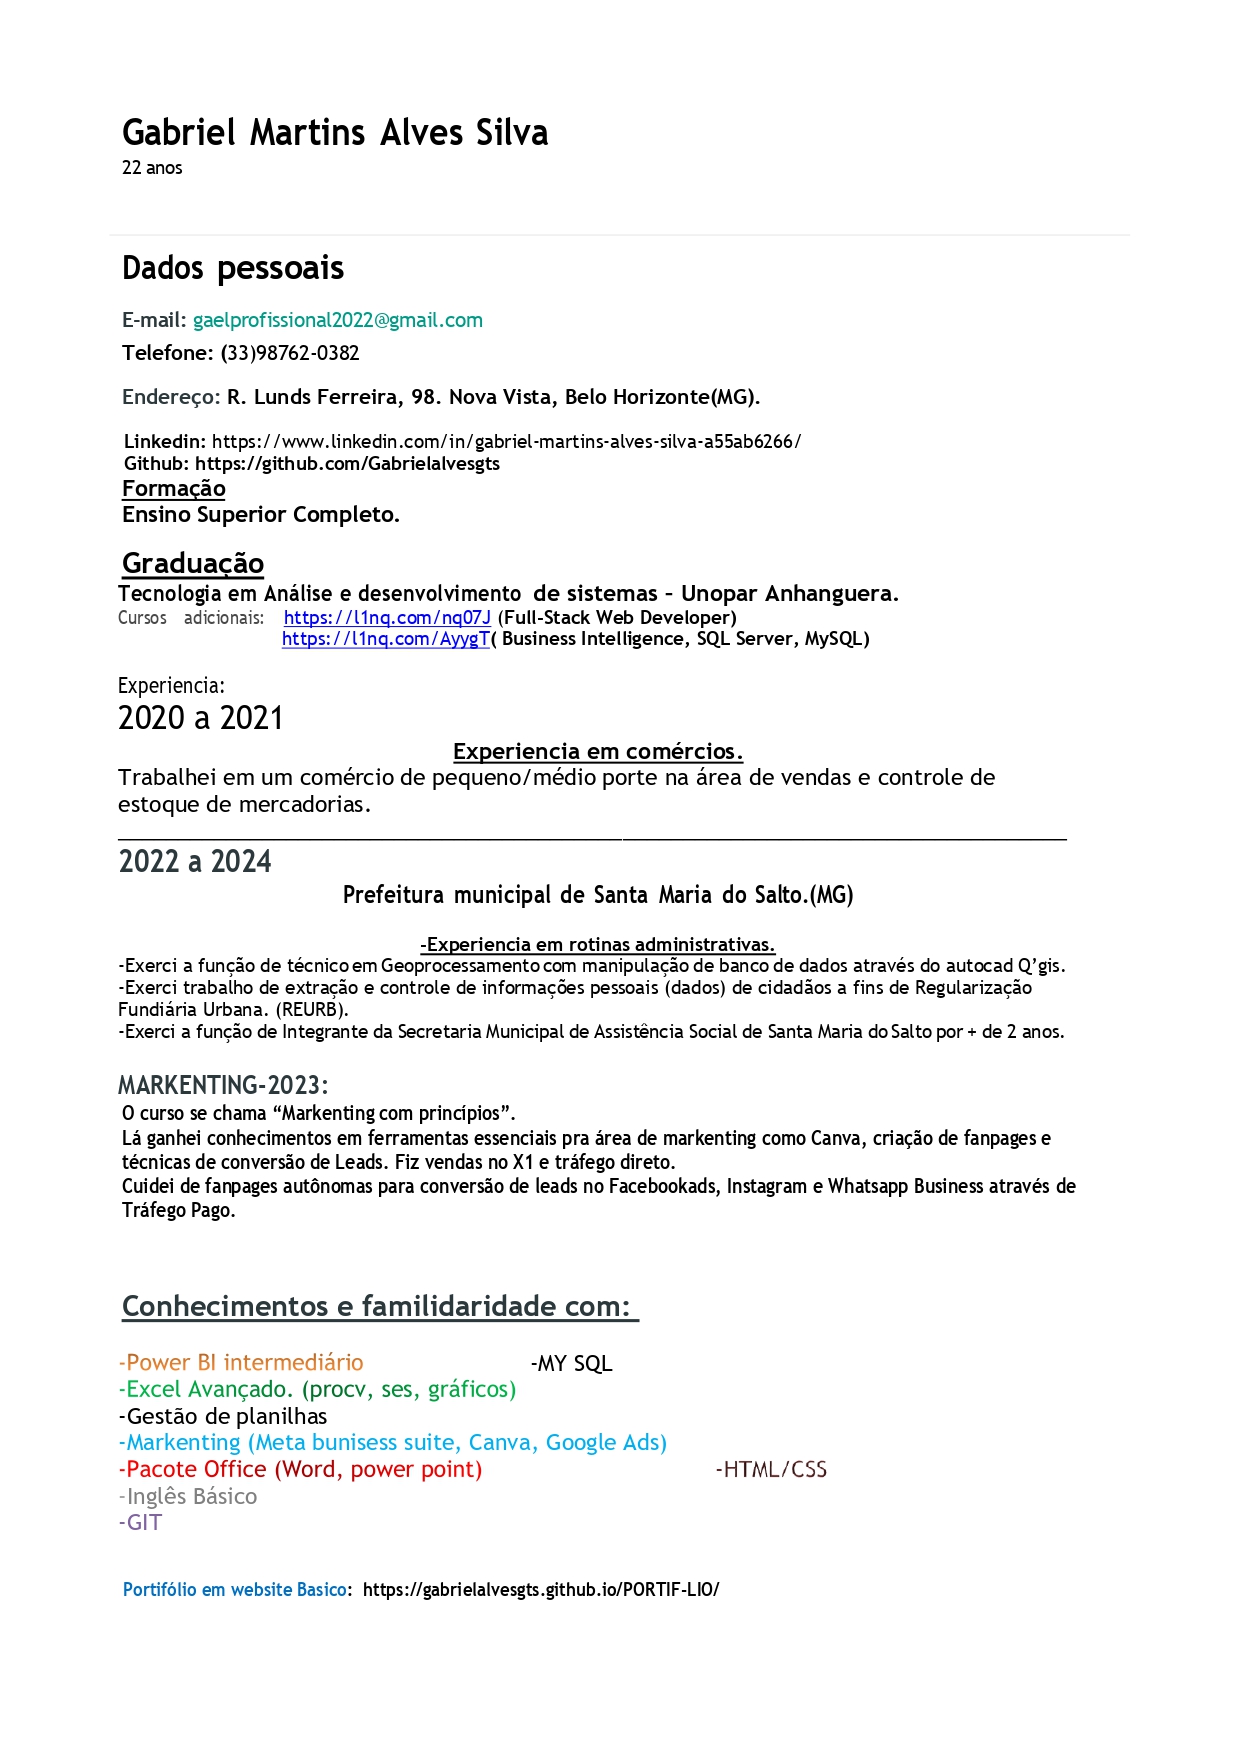 Gabriel Martins Alves Silva
22 anos
Dados pessoais
E-mail: gaelprofissional2022@gmail.com
Telefone: (33)98762-0382
Endereço: R. Lunds Ferreira, 98. Nova Vista, Belo Horizonte(MG).
Linkedin: https://www.linkedin.com/in/gabriel-martins-alves-silva-a55ab6266/
Github: https://github.com/Gabrielalvesgts
Formação
Ensino Superior Completo.
Graduação
Tecnologia em Análise e desenvolvimento de sistemas – Unopar Anhanguera.
Cursos adicionais: https://l1nq.com/nq07J (Full-Stack Web Developer)
https://l1nq.com/AyygT( Business Intelligence, SQL Server, MySQL)
Experiencia:
2020 a 2021
Experiencia em comércios.
Trabalhei em um comércio de pequeno/médio porte na área de vendas e controle de
estoque de mercadorias.
2022 a 2024
Prefeitura municipal de Santa Maria do Salto.(MG)
-Experiencia em rotinas administrativas.
-Exerci a função de técnico em Geoprocessamento com manipulação de banco de dados através do autocad Q’gis.
-Exerci trabalho de extração e controle de informações pessoais (dados) de cidadãos a fins de Regularização
Fundiária Urbana. (REURB).
-Exerci a função de Integrante da Secretaria Municipal de Assistência Social de Santa Maria do Salto por + de 2 anos.
MARKENTING-2023:
O curso se chama “Markenting com princípios”.
Lá ganhei conhecimentos em ferramentas essenciais pra área de markenting como Canva, criação de fanpages e
técnicas de conversão de Leads. Fiz vendas no X1 e tráfego direto.
Cuidei de fanpages autônomas para conversão de leads no Facebookads, Instagram e Whatsapp Business através de
Tráfego Pago.
Conhecimentos e familidaridade com:
-Power BI intermediário -MY SQL
-Excel Avançado. (procv, ses, gráficos)
-Gestão de planilhas
-Markenting (Meta bunisess suite, Canva, Google Ads)
-Pacote Office (Word, power point) -HTML/CSS
-Inglês Básico
-GIT
Portifólio em website Basico: https://gabrielalvesgts.github.io/PORTIF-LIO/